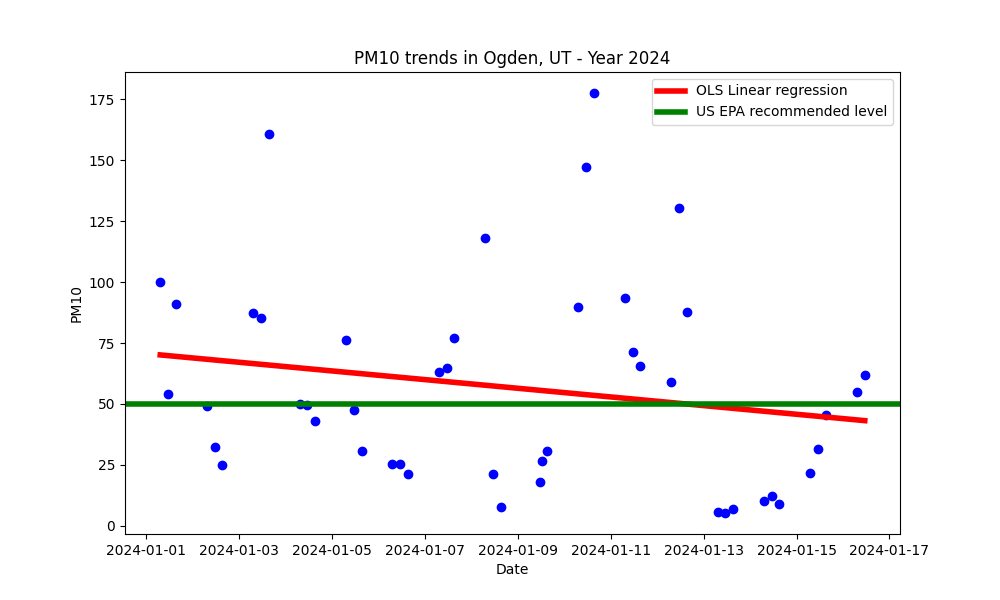 PM10 trends in Ogden, UT - Year 2024
OLS Linear regression
US EPA recommended level
175
150
125
100
75
50
25
0
PM10
2024-01-01 2024-01-03 2024-01-05 2024-01-07 2024-01-09 2024-01-11 2024-01-13 2024-01-15 2024-01-17
Date